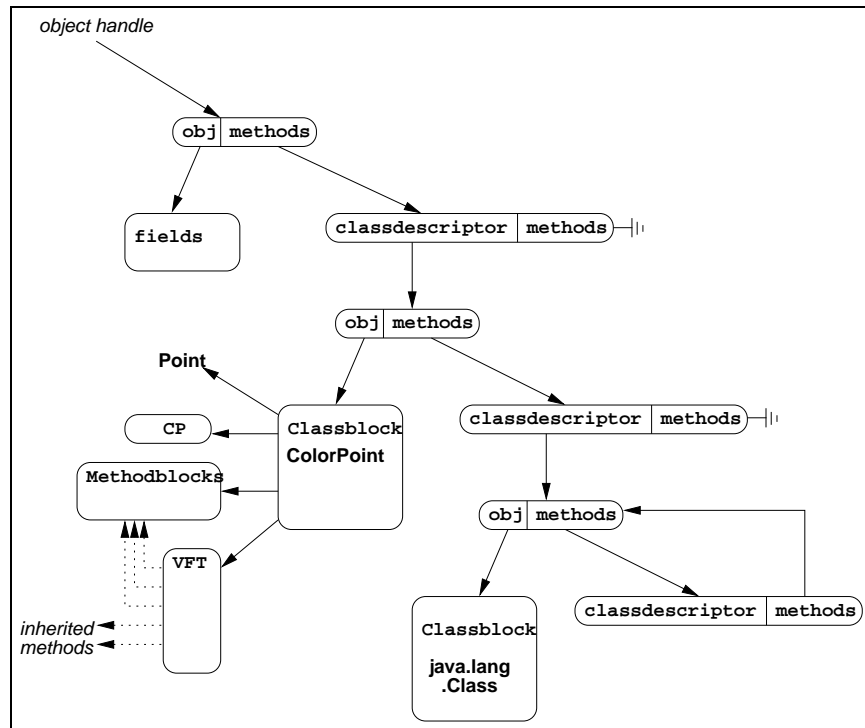 object handle
obj methods
fields
classdescriptor methods
obj methods
Point
CP
Classblock
ColorPoint
classdescriptor methods
Methodblocks
obj methods
VFT
inherited
methods
classdescriptor methods
Classblock
java.lang
.Class